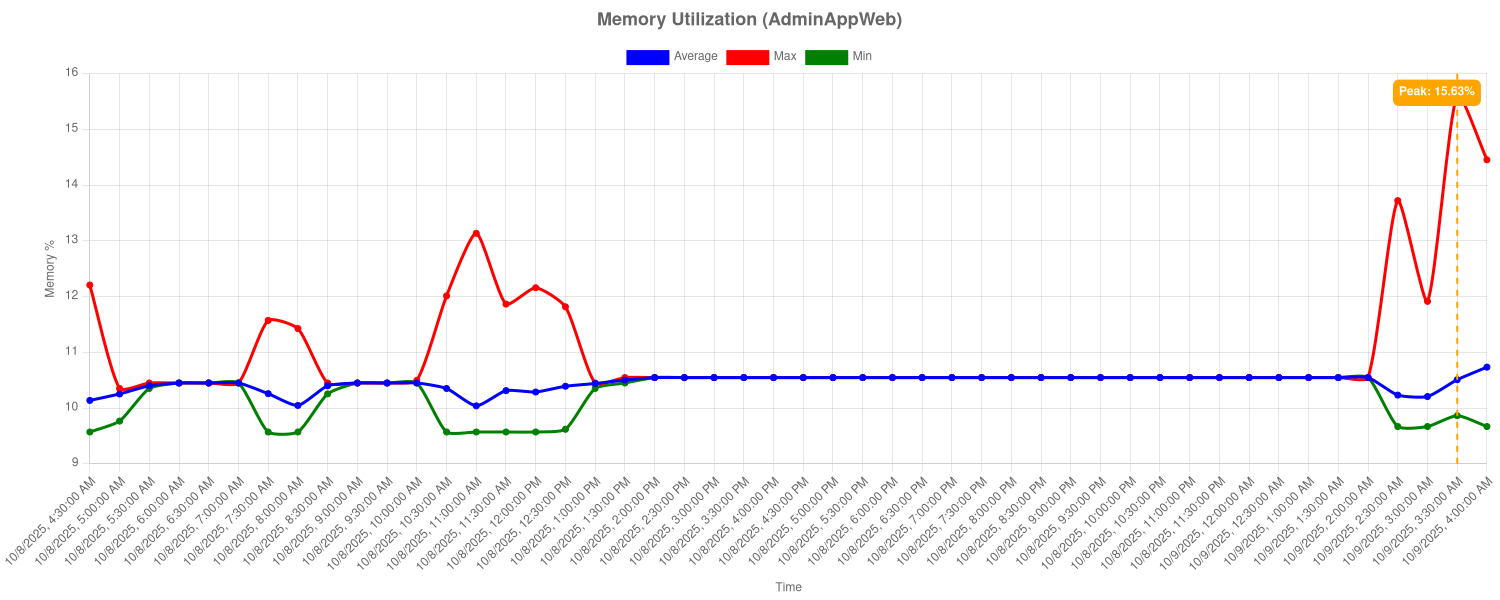 Memory Utilization (AdminAppWeb)
Average Max Min
Peak: 15.63%
16
15
14
13
12
11
10
9
Memory %
10/8/2025, 4:30:00 AM
10/8/2025, 5:00:00 AM
10/8/2025, 5:30:00 AM
10/8/2025, 6:00:00 AM
10/8/2025, 6:30:00 AM
10/8/2025, 7:00:00 AM
10/8/2025, 7:30:00 AM
10/8/2025, 8:00:00 AM
10/8/2025, 8:30:00 AM
10/8/2025, 9:00:00 AM
10/8/2025, 9:30:00 AM
10/8/2025, 10:00:00 AM
10/8/2025, 10:30:00 AM
10/8/2025, 11:00:00 AM
10/8/2025, 11:30:00 AM
10/8/2025, 12:00:00 PM
10/8/2025, 12:30:00 PM
10/8/2025, 1:00:00 PM
10/8/2025, 1:30:00 PM
10/8/2025, 2:00:00 PM
10/8/2025, 2:30:00 PM
10/8/2025, 3:00:00 PM
10/8/2025, 3:30:00 PM
10/8/2025, 4:00:00 PM
10/8/2025, 4:30:00 PM
10/8/2025, 5:00:00 PM
10/8/2025, 5:30:00 PM
10/8/2025, 6:00:00 PM
10/8/2025, 6:30:00 PM
10/8/2025, 7:00:00 PM
10/8/2025, 7:30:00 PM
10/8/2025, 8:00:00 PM
10/8/2025, 8:30:00 PM
10/8/2025, 9:00:00 PM
10/8/2025, 9:30:00 PM
10/8/2025, 10:00:00 PM
10/8/2025, 10:30:00 PM
10/8/2025, 11:00:00 PM
10/8/2025, 11:30:00 PM
10/9/2025, 12:00:00 AM
10/9/2025, 12:30:00 AM
10/9/2025, 1:00:00 AM
10/9/2025, 1:30:00 AM
10/9/2025, 2:00:00 AM
10/9/2025, 2:30:00 AM
10/9/2025, 3:00:00 AM
10/9/2025, 3:30:00 AM
10/9/2025, 4:00:00 AM
Time